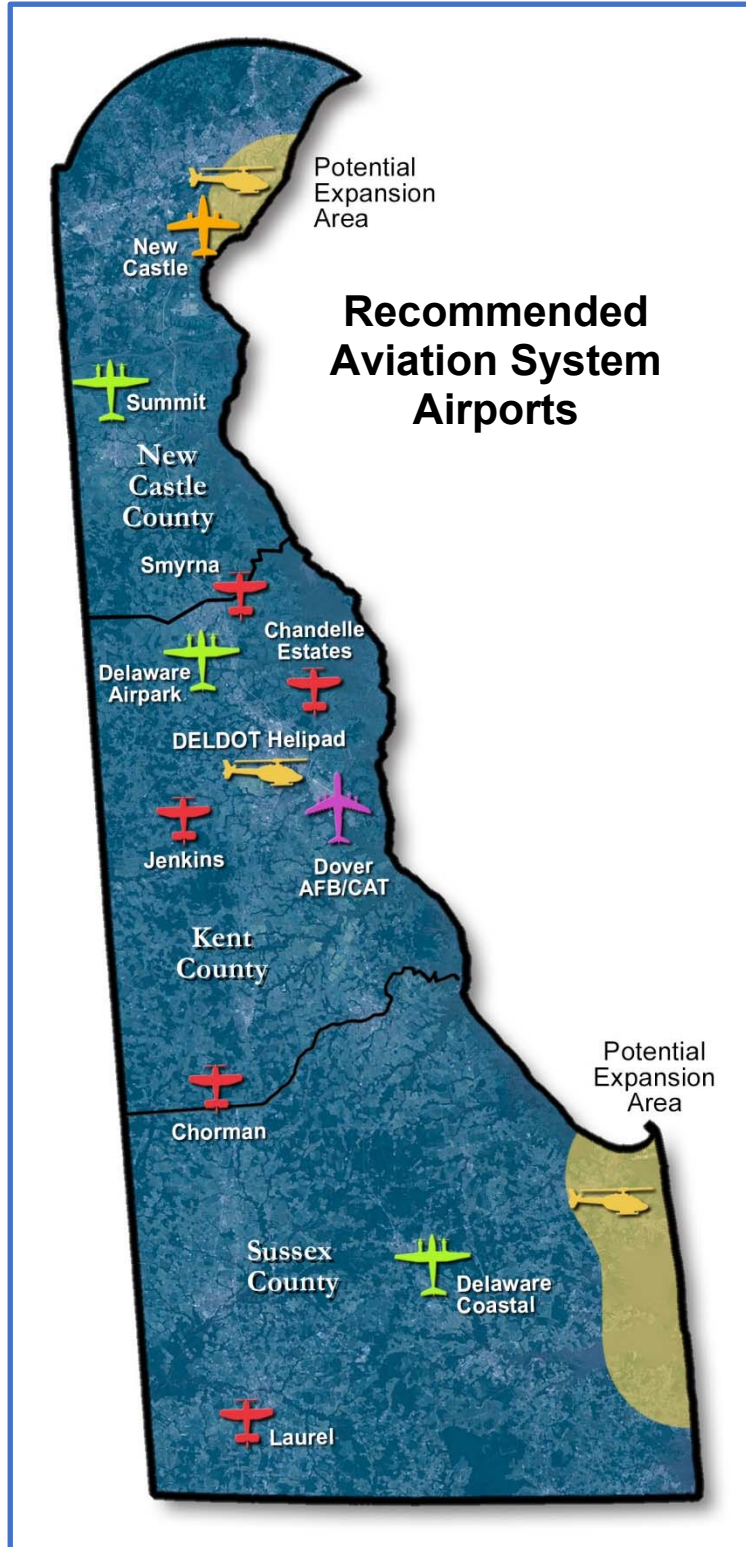 Potential
Expansion
Area
New
Castle
Recommended
Aviation System
Airports
Summit
New
Castle
County
Smyrna
Chandelle
Estates
Delaware
Airpark
DELDOT Helipad
Jenkins
Dover
AFB/CAT
Kent
County
Potential
Expansion
Area
Chorman
Sussex
County
Delaware
Coastal
Laurel